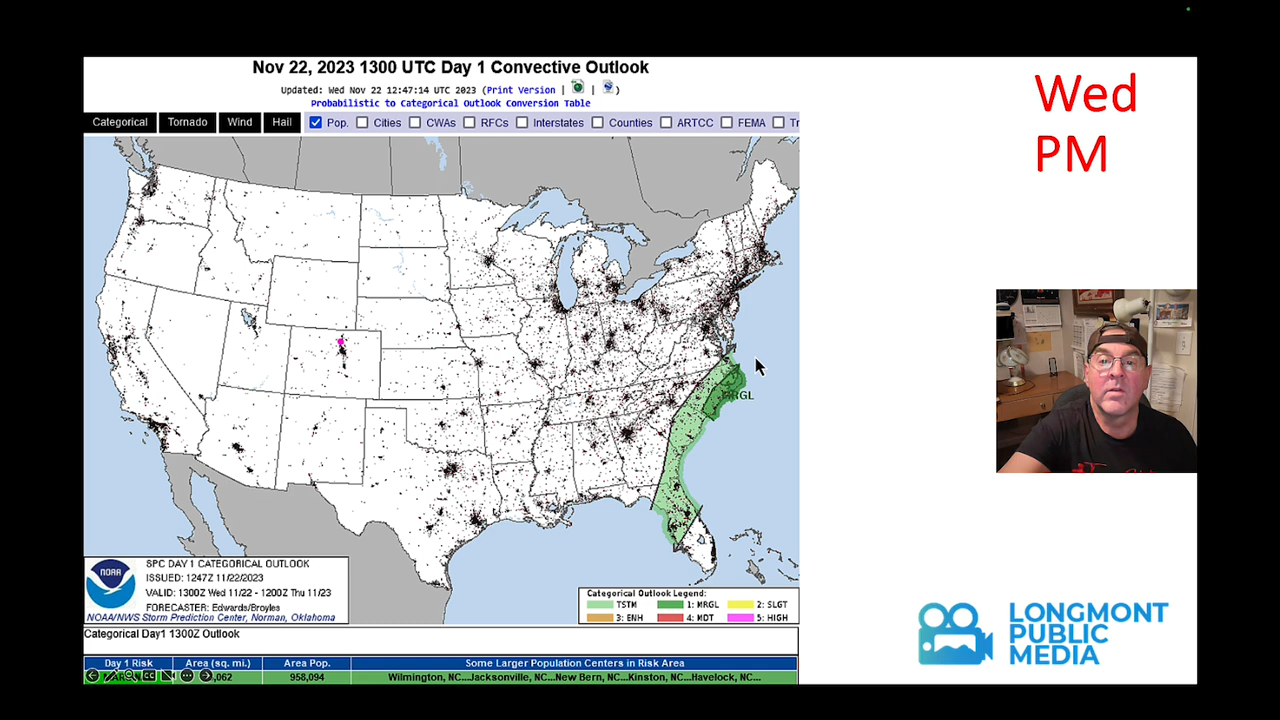 Nov 22, 2023 1300 UTC Day 1 Convective Outlook
Updated: Wed Nov 22 12:47:14 UTC 2023 (Print Version | | )
Probabilistic to Categorical Outlook Conversion Table
Categorical Tornado Wind Hail Pop. Cities CWAs RFCs Interstates Counties ARTCC FEMA Tr
Wed
PM
MRGL
NOAA
SPC DAY 1 CATEGORICAL OUTLOOK
ISSUED: 1247Z 11/22/2023
VALID: 1300Z Wed 11/22 - 1200Z Thu 11/23
FORECASTER: Edwards/Broyles
NOAA/NWS Storm Prediction Center, Norman, Oklahoma
Categorical Outlook Legend:
TSTM 1: MRGL 2: SLGT
3: ENH 4: MDT 5: HIGH
Categorical Day1 1300Z Outlook
Day 1 Risk Area (sq. mi.) Area Pop. Some Larger Population Centers in Risk Area
,062 958,094 Wilmington, NC...Jacksonville, NC...New Bern, NC...Kinston, NC...Havelock, NC...
LONGMONT
PUBLIC
MEDIA